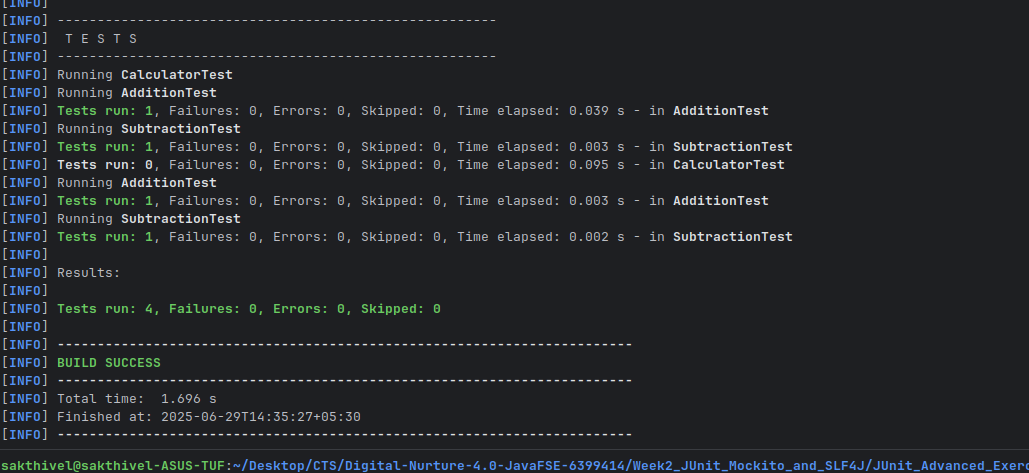 [INFO]
[INFO] -------------------------------------------------------
[INFO]  T E S T S
[INFO] -------------------------------------------------------
[INFO] Running CalculatorTest
[INFO] Running AdditionTest
[INFO] Tests run: 1, Failures: 0, Errors: 0, Skipped: 0, Time elapsed: 0.039 s - in AdditionTest
[INFO] Running SubtractionTest
[INFO] Tests run: 1, Failures: 0, Errors: 0, Skipped: 0, Time elapsed: 0.003 s - in SubtractionTest
[INFO] Tests run: 0, Failures: 0, Errors: 0, Skipped: 0, Time elapsed: 0.095 s - in CalculatorTest
[INFO] Running AdditionTest
[INFO] Tests run: 1, Failures: 0, Errors: 0, Skipped: 0, Time elapsed: 0.003 s - in AdditionTest
[INFO] Running SubtractionTest
[INFO] Tests run: 1, Failures: 0, Errors: 0, Skipped: 0, Time elapsed: 0.002 s - in SubtractionTest
[INFO]
[INFO] Results:
[INFO]
[INFO] Tests run: 4, Failures: 0, Errors: 0, Skipped: 0
[INFO]
[INFO] ------------------------------------------------------------------------
[INFO] BUILD SUCCESS
[INFO] ------------------------------------------------------------------------
[INFO] Total time:  1.696 s
[INFO] Finished at: 2025-06-29T14:35:27+05:30
[INFO] ------------------------------------------------------------------------
sakthivel@sakthivel-ASUS-TUF:~/Desktop/CTS/Digital-Nurture-4.0-JavaFSE-6399414/Week2_JUnit_Mockito_and_SLF4J/JUnit_Advanced_Exerc